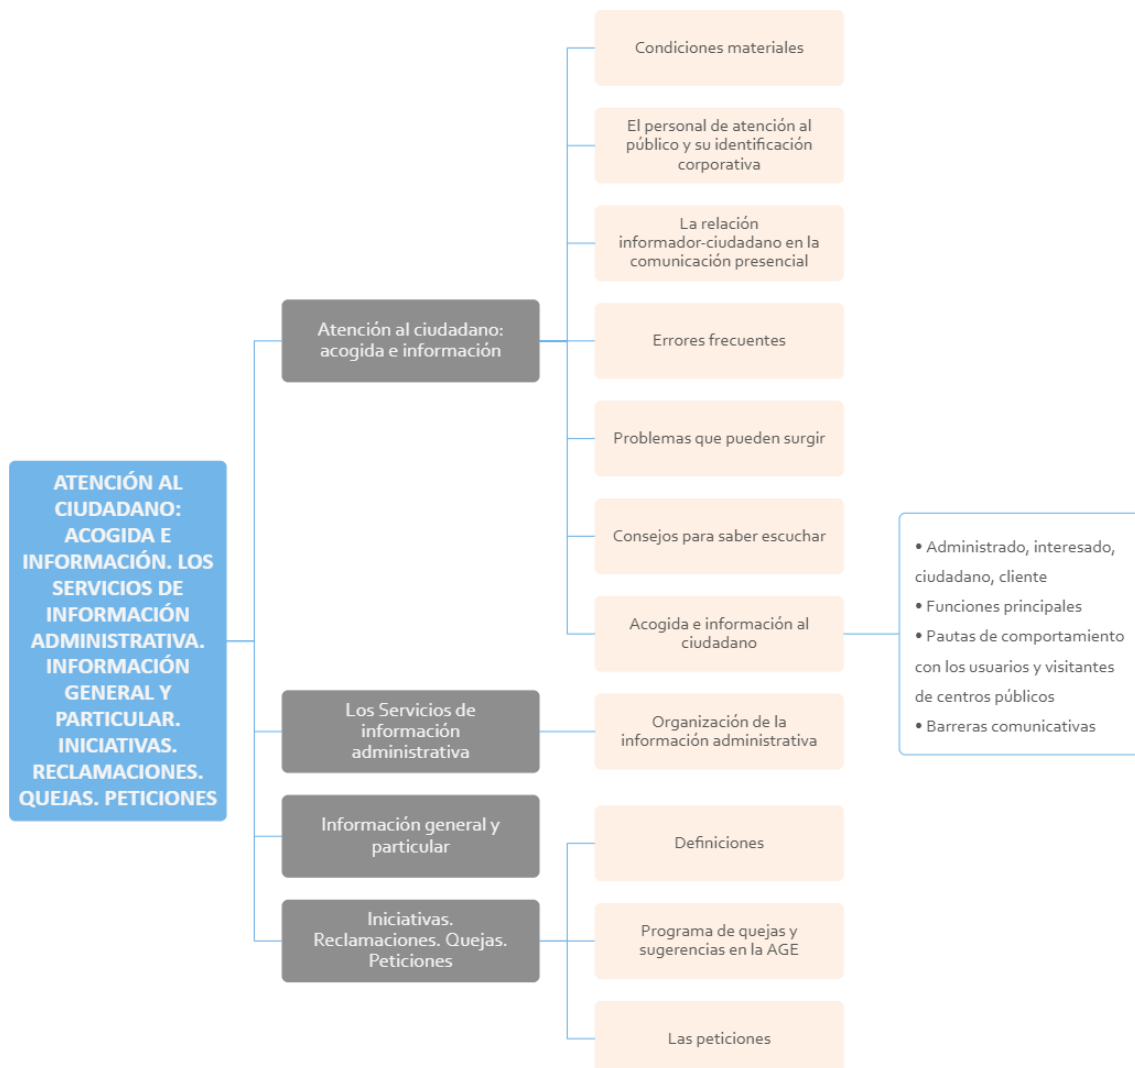 ATENCIÓN AL
CIUDADANO:
ACOGIDA E
INFORMACIÓN. LOS
SERVICIOS DE
INFORMACIÓN
ADMINISTRATIVA.
INFORMACIÓN
GENERAL Y
PARTICULAR.
INICIATIVAS.
RECLAMACIONES.
QUEJAS. PETICIONES
Atención al ciudadano:
acogida e información
Condiciones materiales
El personal de atención al
público y su identificación
corporativa
La relación
informador-ciudadano en la
comunicación presencial
Errores frecuentes
Problemas que pueden surgir
Consejos para saber escuchar
Acogida e información al
ciudadano
• Administrado, interesado,
ciudadano, cliente
• Funciones principales
• Pautas de comportamiento
con los usuarios y visitantes
de centros públicos
• Barreras comunicativas
Los Servicios de
información
administrativa
Organización de la
información administrativa
Información general y
particular
Iniciativas.
Reclamaciones. Quejas.
Peticiones
Definiciones
Programa de quejas y
sugerencias en la AGE
Las peticiones